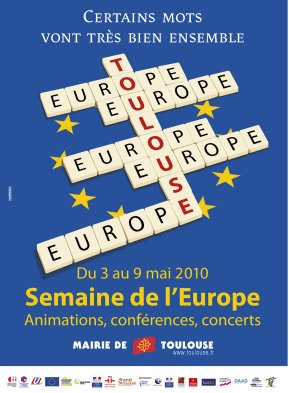 CERTAINS MOTS
VONT TRÈS BIEN ENSEMBLE
TOULOUSE
EUROPE
EUROPE
EUROPE
EUROPE
EUROPE
Du 3 au 9 mai 2010
Semaine de l'Europe
Animations, conférences, concerts
MAIRIE DE TOULOUSE
www.toulouse.fr
DAAD